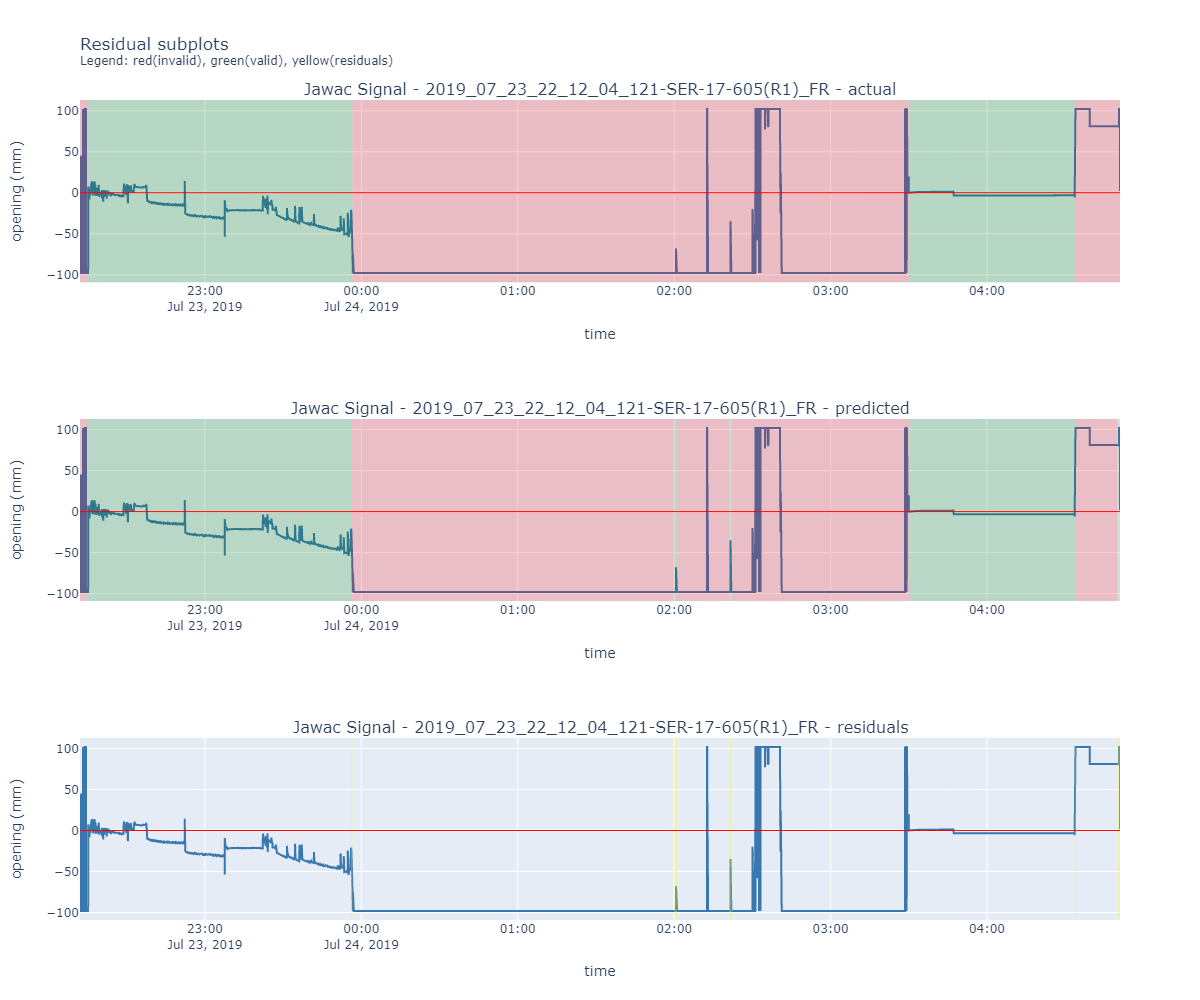 Residual subplots
Legend: red(invalid), green(valid), yellow(residuals)
Jawac Signal - 2019_07_23_22_12_04_121-SER-17-605(R1)_FR - actual
100
50
0
−50
−100
opening (mm)
23:00
Jul 23, 2019
00:00
Jul 24, 2019
01:00
02:00
03:00
04:00
time
Jawac Signal - 2019_07_23_22_12_04_121-SER-17-605(R1)_FR - predicted
100
50
0
−50
−100
opening (mm)
23:00
Jul 23, 2019
00:00
Jul 24, 2019
01:00
02:00
03:00
04:00
time
Jawac Signal - 2019_07_23_22_12_04_121-SER-17-605(R1)_FR - residuals
100
50
0
−50
−100
opening (mm)
23:00
Jul 23, 2019
00:00
Jul 24, 2019
01:00
02:00
03:00
04:00
time